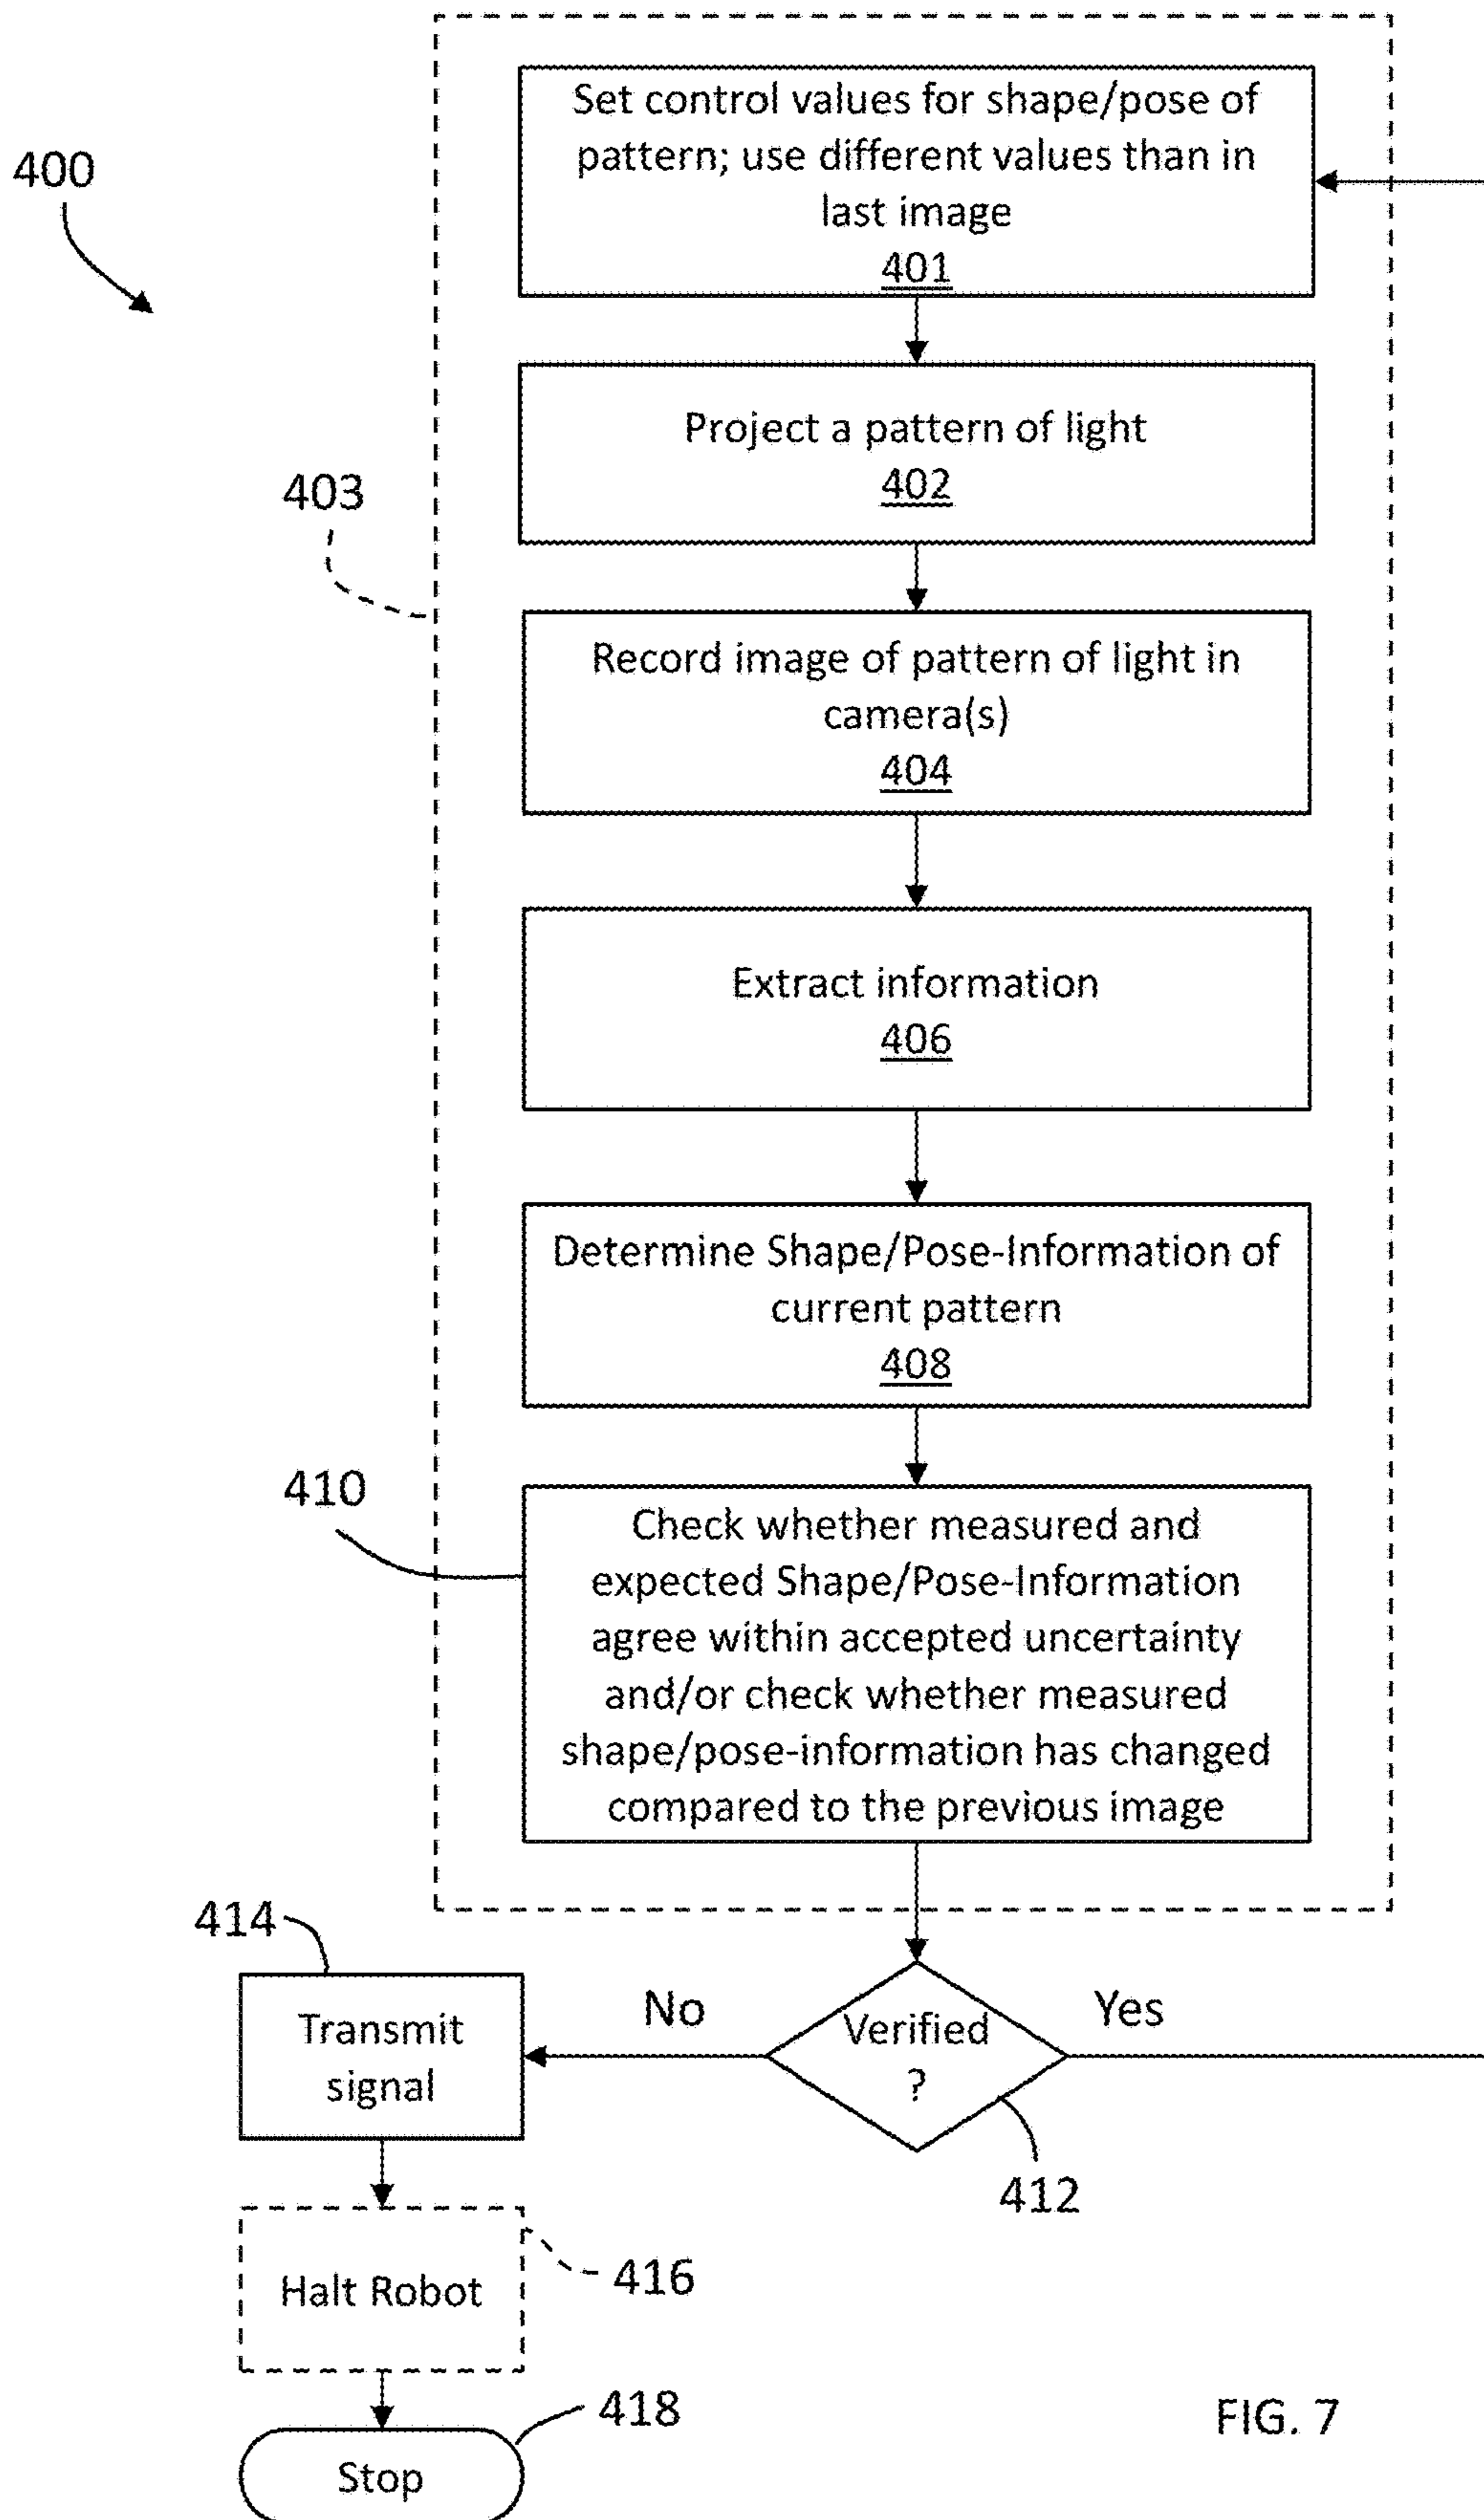 400
Set control values for shape/pose of
pattern; use different values than in
last image
401
Project a pattern of light
402
403
Record image of pattern of light in
camera(s)
404
Extract information
406
Determine Shape/Pose-Information of
current pattern
408
410
Check whether measured and
expected Shape/Pose-Information
agree within accepted uncertainty
and/or check whether measured
shape/pose-information has changed
compared to the previous image
414
Transmit
signal
No
Verified
?
Yes
412
Halt Robot
416
418
Stop
FIG. 7